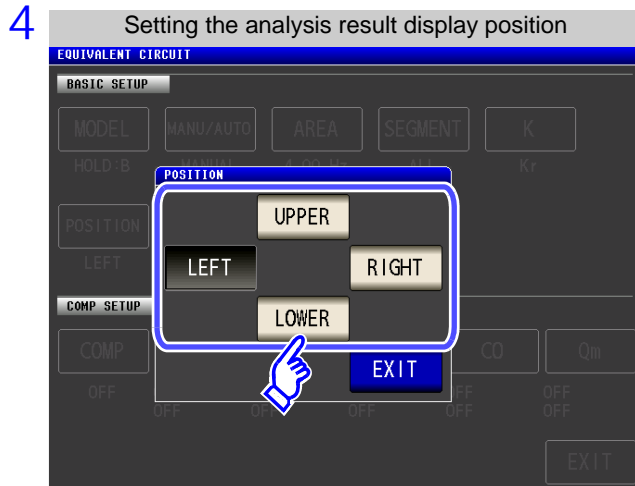 4
Setting the analysis result display position
EQUIVALENT CIRCUIT
BASIC SETUP
MODEL MANU/AUTO AREA SEGMENT K
HOLD:B MANUAL 4.00 Hz ALL Kr
POSITION
POSITION
LEFT
UPPER
LEFT RIGHT
LOWER
EXIT
COMP SETUP
COMP CO Qm
OFF OFF OFF
OFF OFF OFF OFF OFF
EXIT